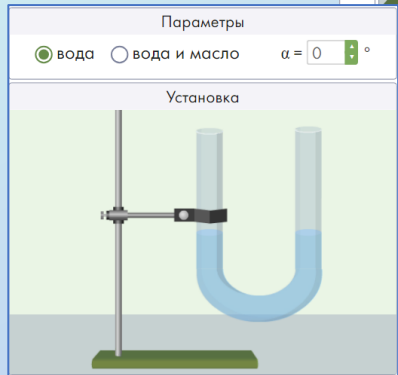 Параметры
вода вода и масло α = 0 °
Установка